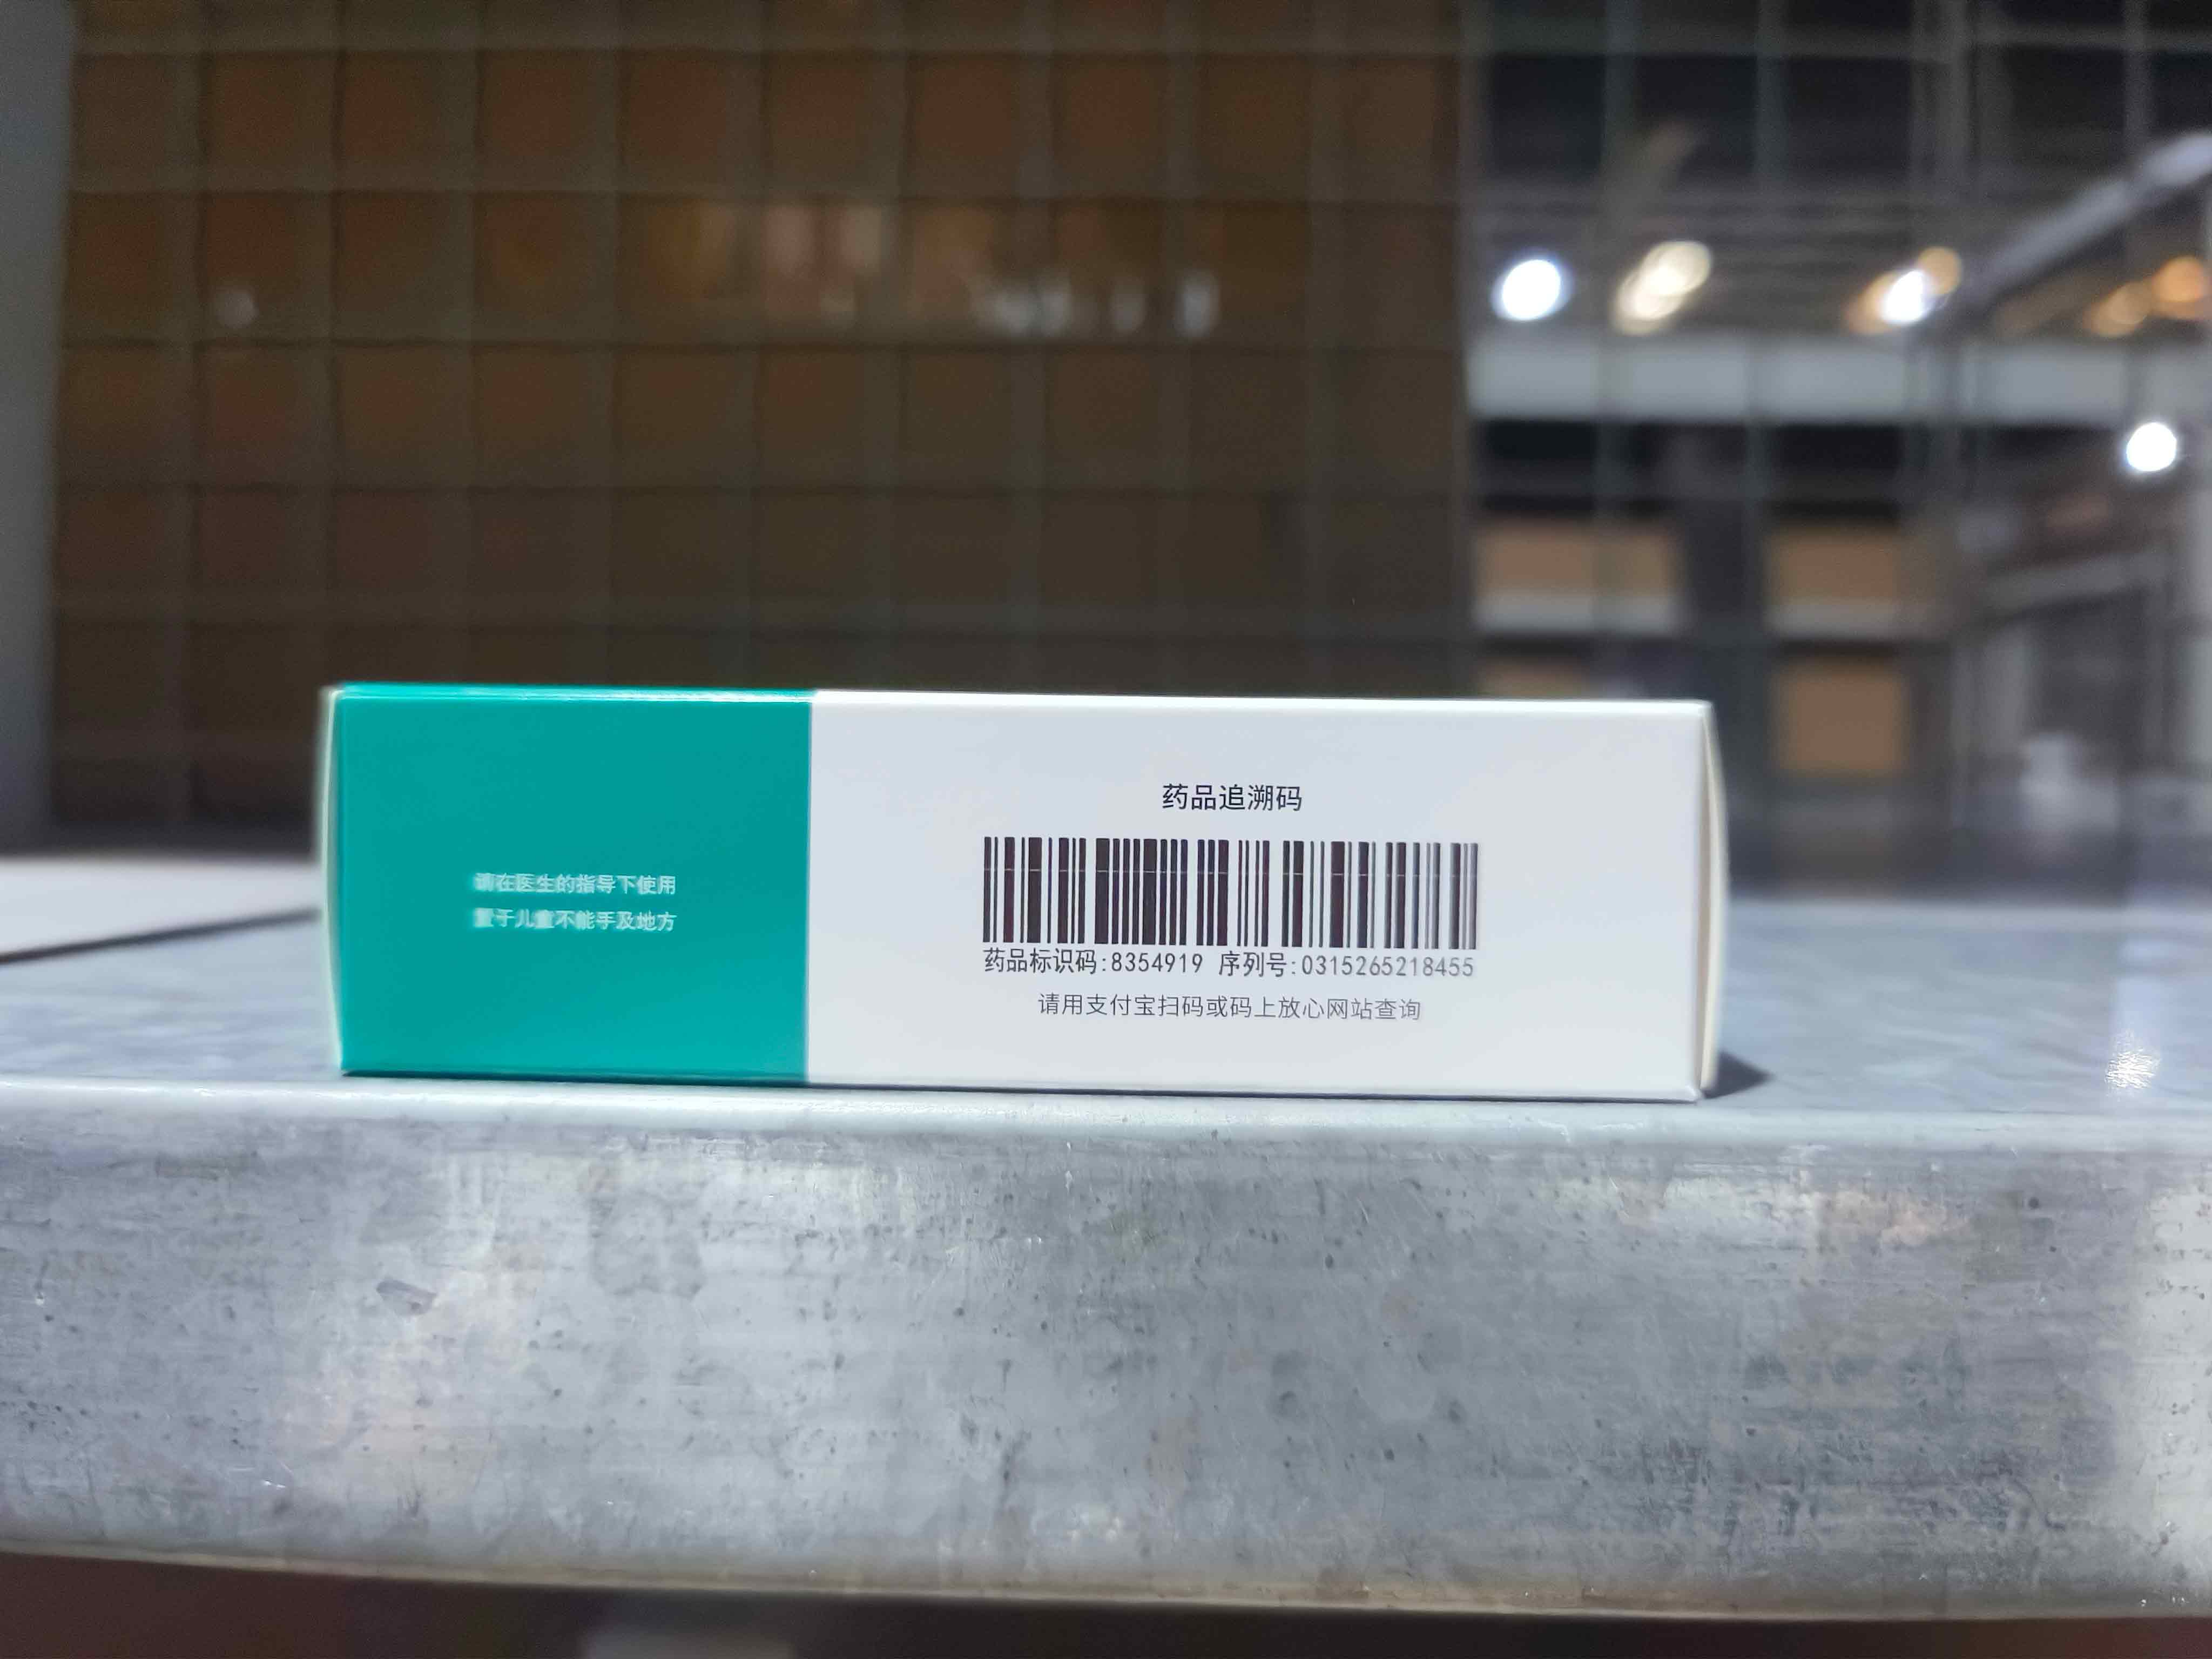 请在医生的指导下使用
置于儿童不能手及地方
药品追溯码
药品标识码:8354919 序列号:0315265218455
请用支付宝扫码或码上放心网站查询